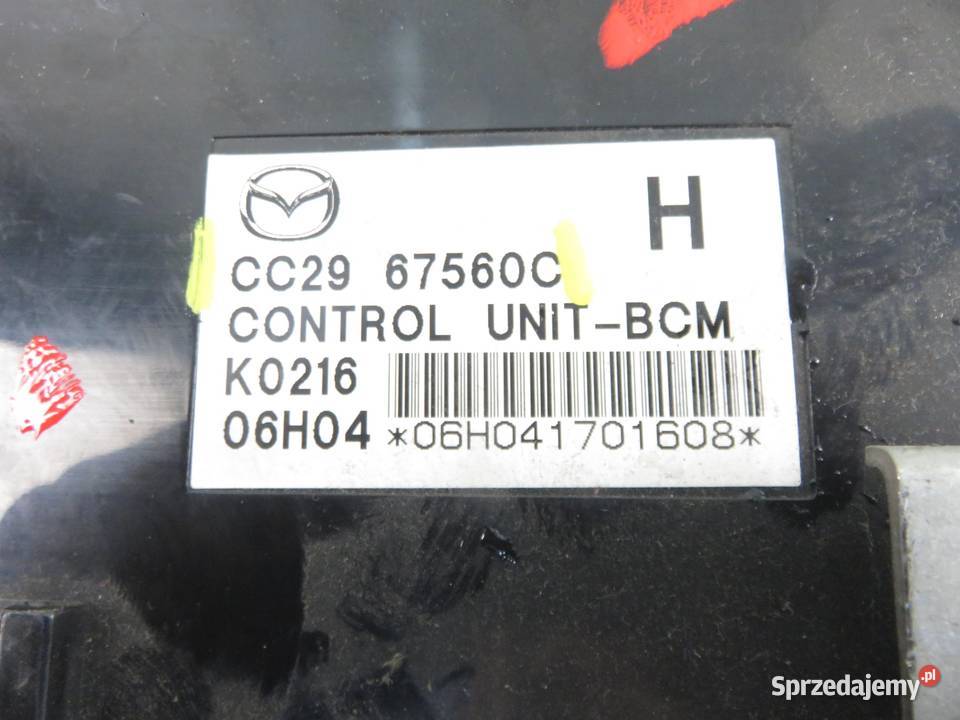 H
CC29 67560C
CONTROL UNIT-BCM
K0216
06H04 *06H041701608*
Sprzedajemy.pl